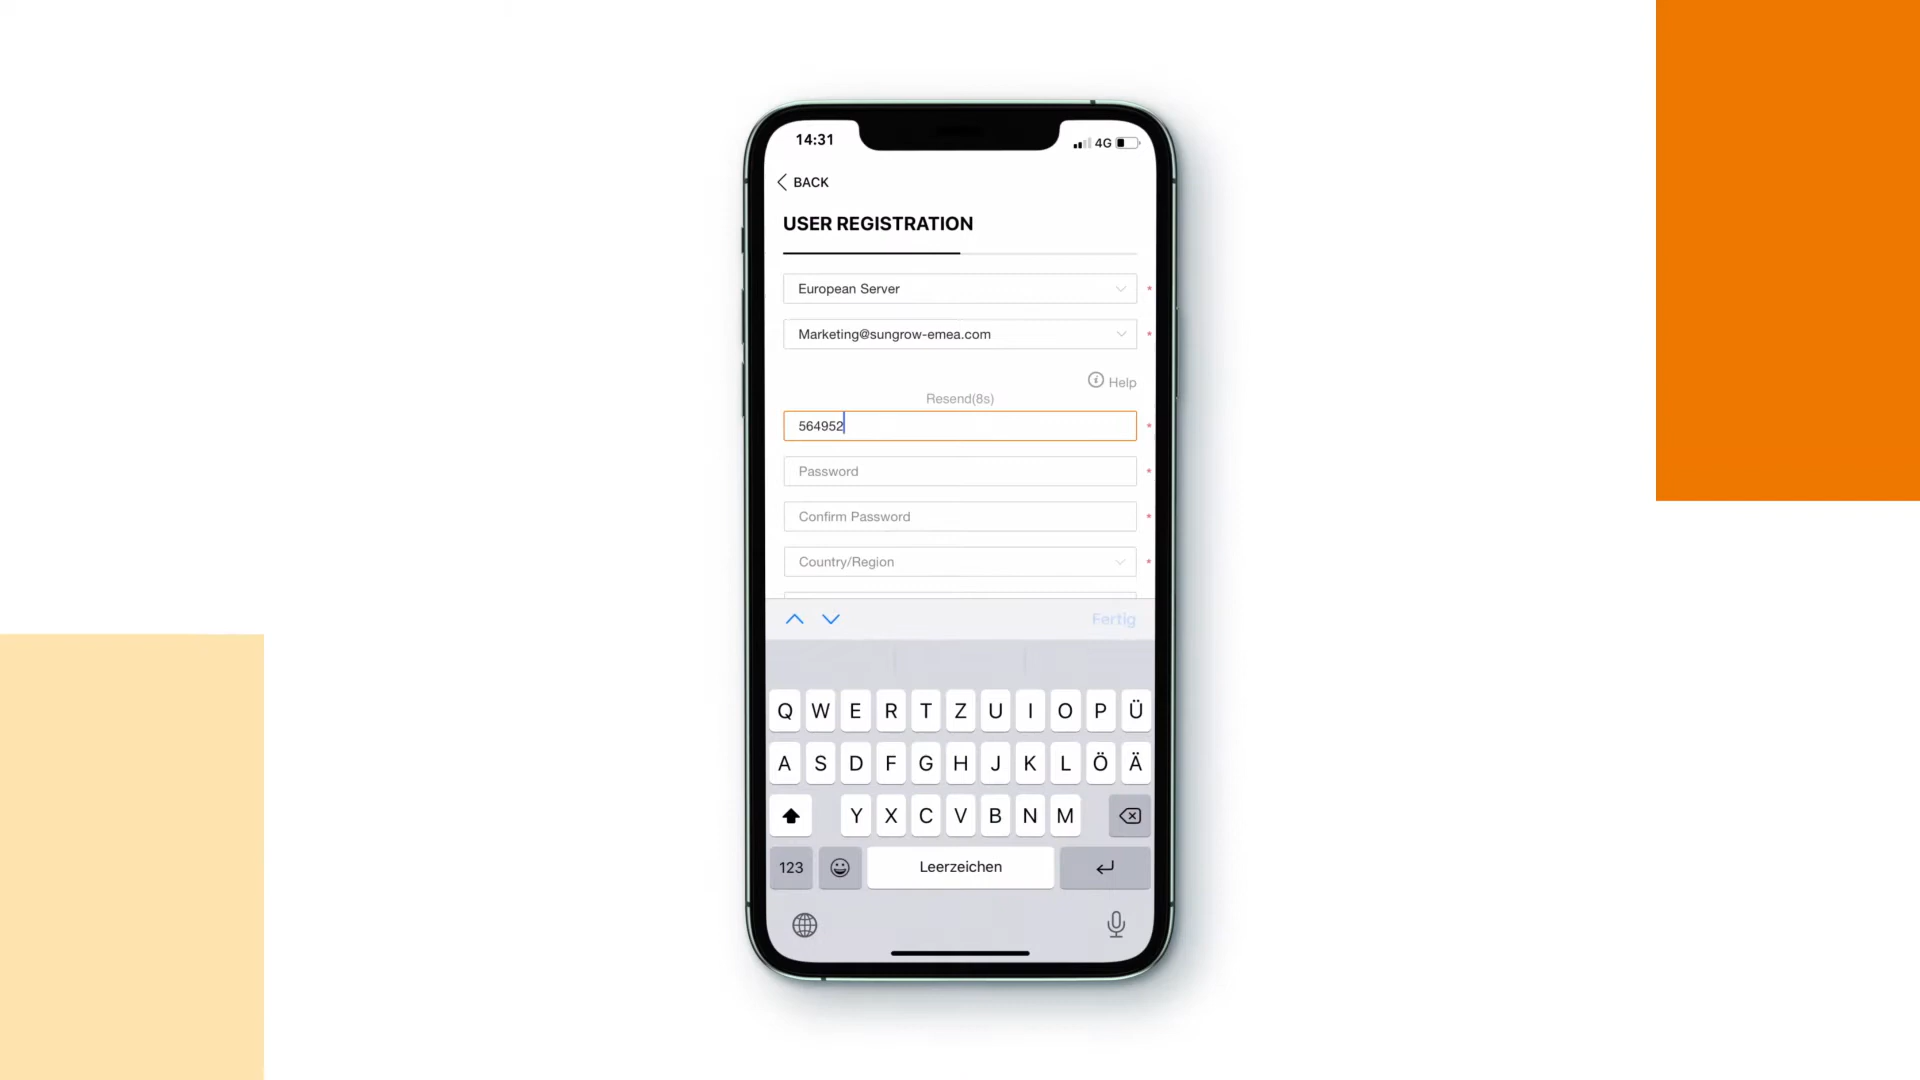 14:31
4G
BACK
USER REGISTRATION
European Server
*
Marketing@sungrow-emea.com
*
Help
Resend(8s)
564952
*
Password
*
Confirm Password
*
Country/Region
*
Fertig
Q W E R T Z U I O P Ü
A S D F G H J K L Ö Ä
Y X C V B N M
123
Leerzeichen